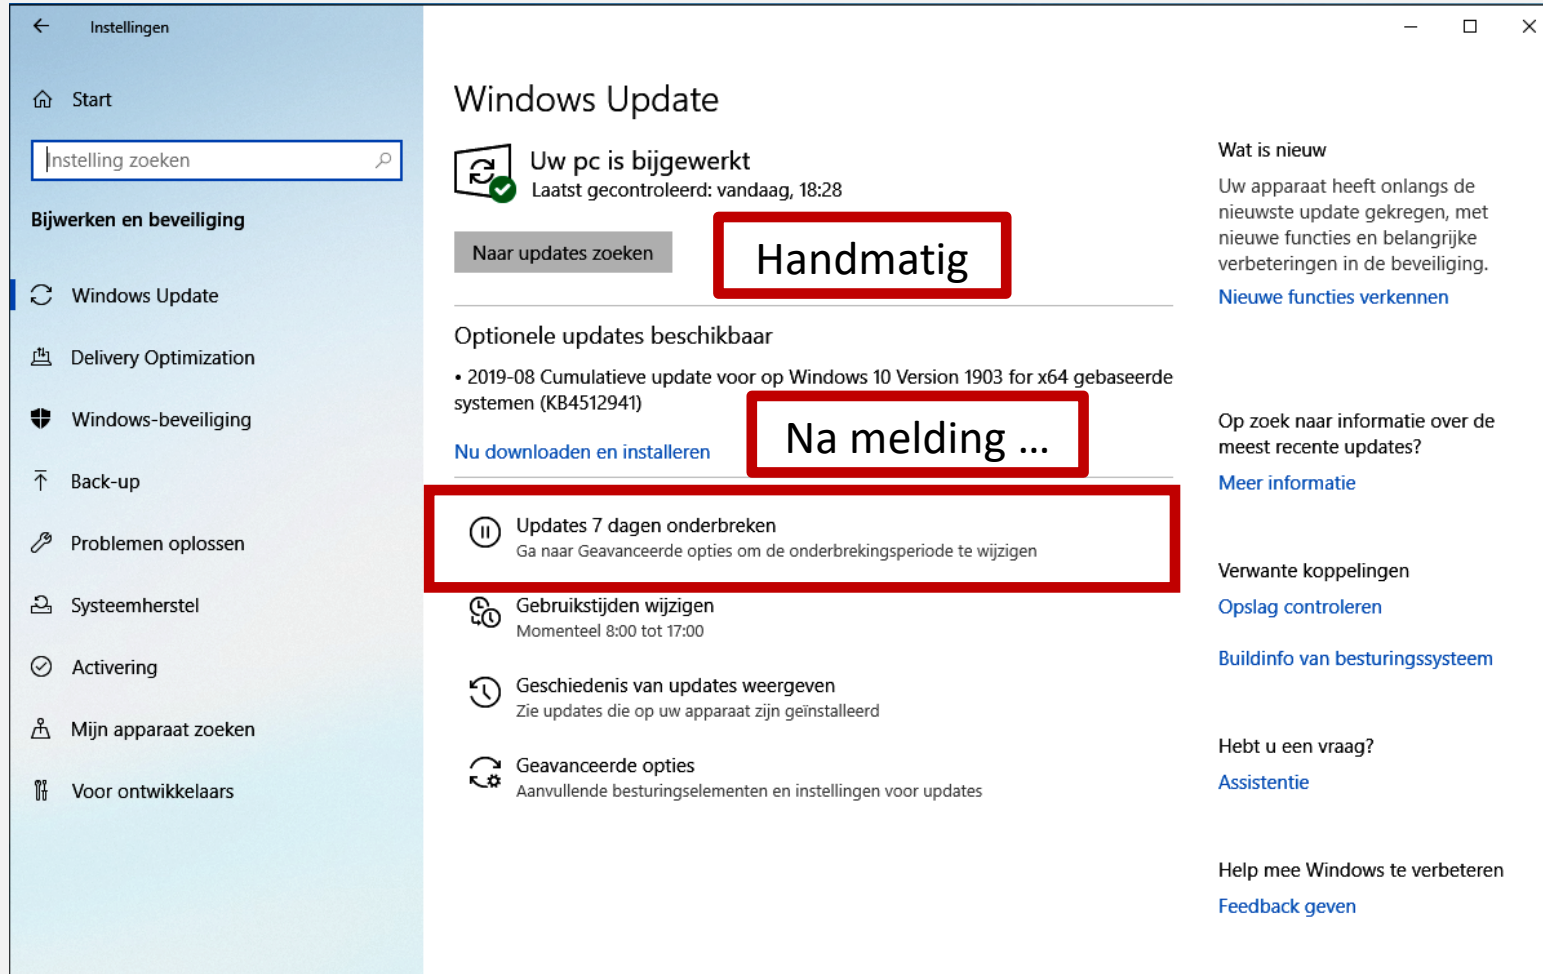 Instellingen
Start
Instelling zoeken
Bijwerken en beveiliging
Windows Update
Delivery Optimization
Windows-beveiliging
Back-up
Problemen oplossen
Systeemherstel
Activering
Mijn apparaat zoeken
Voor ontwikkelaars
Windows Update
Uw pc is bijgewerkt
Laatst gecontroleerd: vandaag, 18:28
Naar updates zoeken
Handmatig
Optionele updates beschikbaar
• 2019-08 Cumulatieve update voor op Windows 10 Version 1903 for x64 gebaseerde
systemen (KB4512941)
Na melding ...
Nu downloaden en installeren
Updates 7 dagen onderbreken
Ga naar Geavanceerde opties om de onderbrekingsperiode te wijzigen
Gebruikstijden wijzigen
Momenteel 8:00 tot 17:00
Geschiedenis van updates weergeven
Zie updates die op uw apparaat zijn geïnstalleerd
Geavanceerde opties
Aanvullende besturingselementen en instellingen voor updates
Wat is nieuw
Uw apparaat heeft onlangs de
nieuwste update gekregen, met
nieuwe functies en belangrijke
verbeteringen in de beveiliging.
Nieuwe functies verkennen
Op zoek naar informatie over de
meest recente updates?
Meer informatie
Verwante koppelingen
Opslag controleren
Buildinfo van besturingssysteem
Hebt u een vraag?
Assistentie
Help mee Windows te verbeteren
Feedback geven